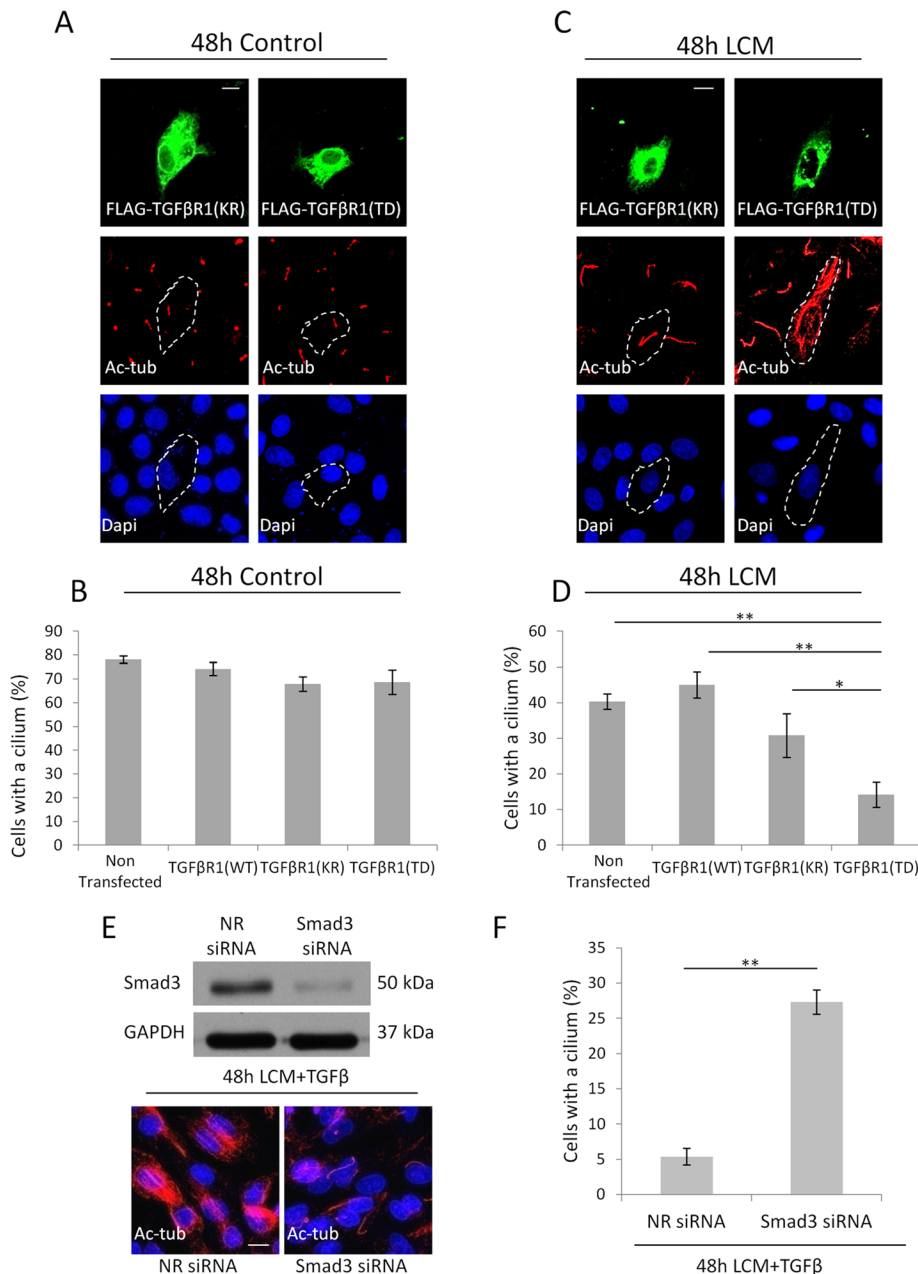 A
48h Control
FLAG-TGFβR1(KR)
FLAG-TGFβR1(TD)
Ac-tub
Ac-tub
Dapi
Dapi
C
48h LCM
FLAG-TGFβR1(KR)
FLAG-TGFβR1(TD)
Ac-tub
Ac-tub
Dapi
Dapi
B
48h Control
Cells with a cilium (%)
90
80
70
60
50
40
30
20
10
0
Non
Transfected
TGFβR1(WT)
TGFβR1(KR)
TGFβR1(TD)
D
48h LCM
Cells with a cilium (%)
60
50
40
30
20
10
0
**
**
*
Non
Transfected
TGFβR1(WT)
TGFβR1(KR)
TGFβR1(TD)
E
NR
siRNA
Smad3
siRNA
Smad3
50 kDa
GAPDH
37 kDa
48h LCM+TGFβ
Ac-tub
Ac-tub
NR siRNA
Smad3 siRNA
F
Cells with a cilium (%)
35
30
25
20
15
10
5
0
**
NR siRNA
Smad3 siRNA
48h LCM+TGFβ